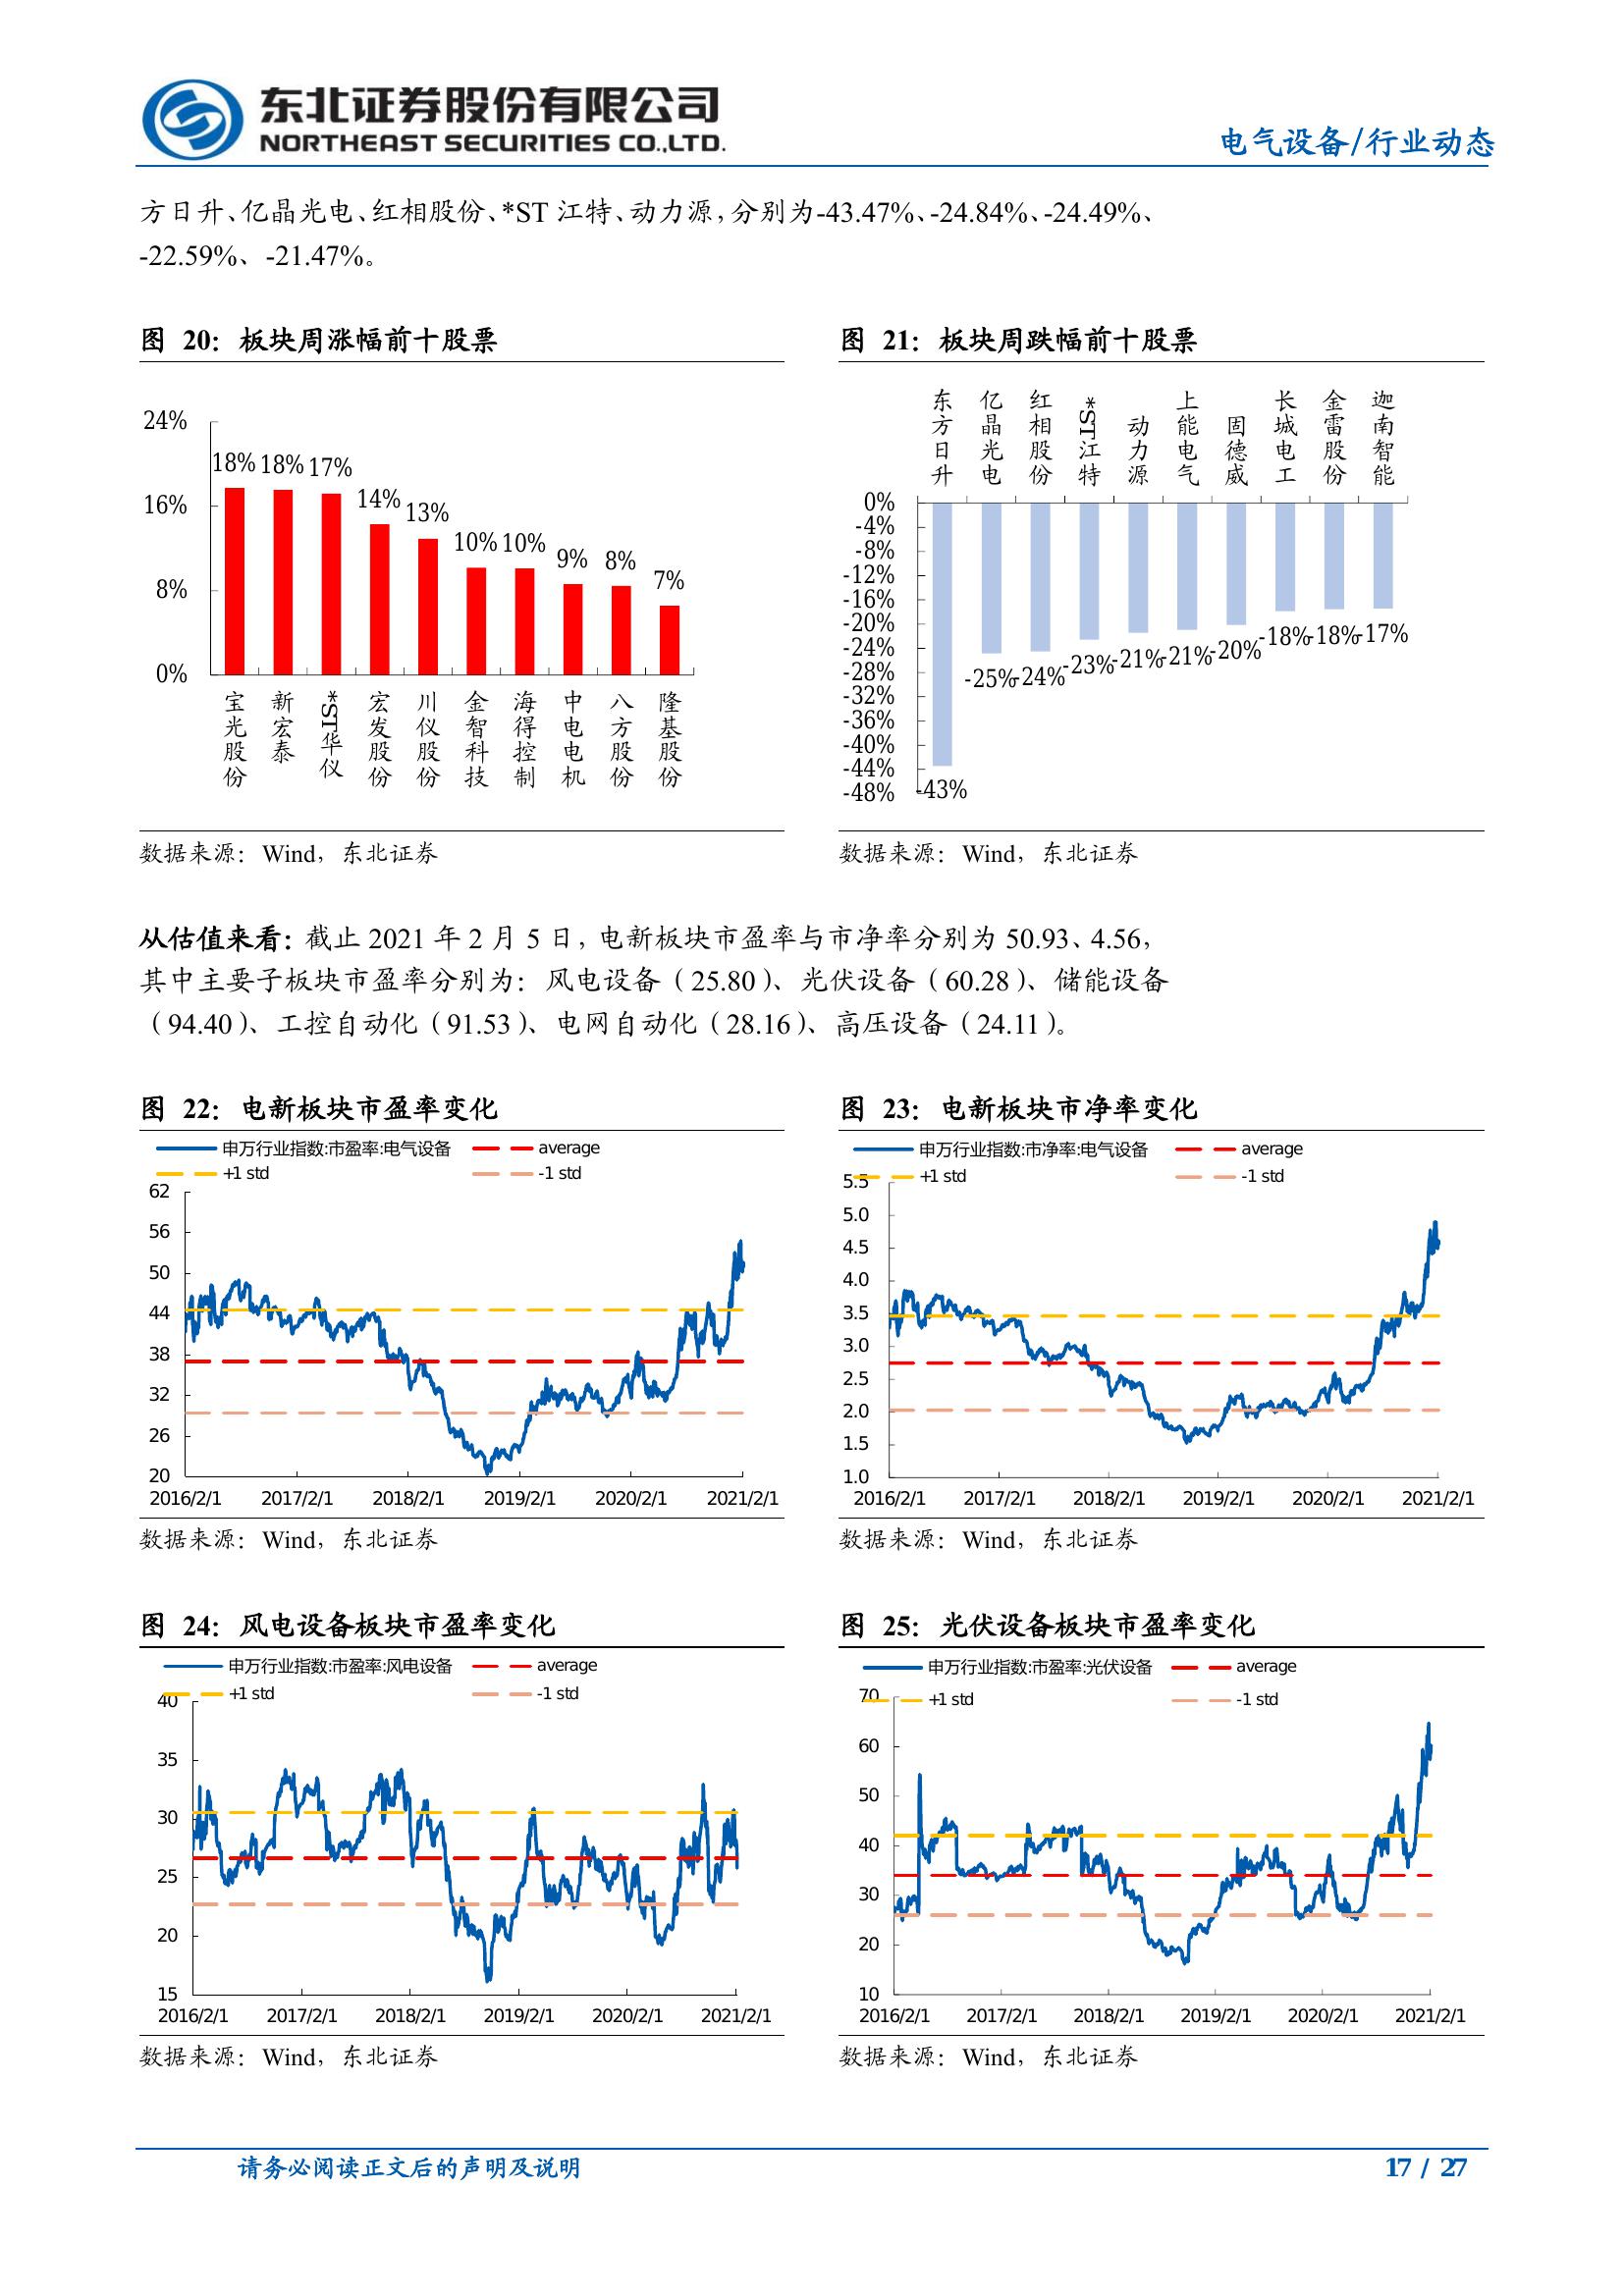 东北证券股份有限公司
NORTHEAST SECURITIES CO.,LTD.
电气设备/行业动态
方日升、亿晶光电、红相股份、*ST 江特、动力源，分别为-43.47%、-24.84%、-24.49%、
-22.59%、-21.47%。
图 20：板块周涨幅前十股票
24%
16%
8%
0%
18% 18% 17% 14% 13% 10% 10% 9% 8% 7%
宝光股份 新宏泰 *ST华仪 宏发股份 川仪股份 金智科技 海得控制 中电电机 八方股份 隆基股份
数据来源：Wind，东北证券
图 21：板块周跌幅前十股票
东方日升 亿晶光电 红相股份 *ST江特 动力源 上能电气 固德威 长城电工 金雷股份 迦南智能
0%
-4%
-8%
-12%
-16%
-20%
-24%
-28%
-32%
-36%
-40%
-44%
-48%
-43% -25% -24% -23% -21% -21% -20% -18% -18% -17%
数据来源：Wind，东北证券
从估值来看：截止 2021 年 2 月 5 日，电新板块市盈率与市净率分别为 50.93、4.56，
其中主要子板块市盈率分别为：风电设备（25.80）、光伏设备（60.28）、储能设备
（94.40）、工控自动化（91.53）、电网自动化（28.16）、高压设备（24.11）。
图 22：电新板块市盈率变化
申万行业指数:市盈率:电气设备 average
+1 std -1 std
62
56
50
44
38
32
26
20
2016/2/1 2017/2/1 2018/2/1 2019/2/1 2020/2/1 2021/2/1
数据来源：Wind，东北证券
图 23：电新板块市净率变化
申万行业指数:市净率:电气设备 average
+1 std -1 std
5.5
5.0
4.5
4.0
3.5
3.0
2.5
2.0
1.5
1.0
2016/2/1 2017/2/1 2018/2/1 2019/2/1 2020/2/1 2021/2/1
数据来源：Wind，东北证券
图 24：风电设备板块市盈率变化
申万行业指数:市盈率:风电设备 average
+1 std -1 std
40
35
30
25
20
15
2016/2/1 2017/2/1 2018/2/1 2019/2/1 2020/2/1 2021/2/1
数据来源：Wind，东北证券
图 25：光伏设备板块市盈率变化
申万行业指数:市盈率:光伏设备 average
+1 std -1 std
70
60
50
40
30
20
10
2016/2/1 2017/2/1 2018/2/1 2019/2/1 2020/2/1 2021/2/1
数据来源：Wind，东北证券
请务必阅读正文后的声明及说明
17 / 27